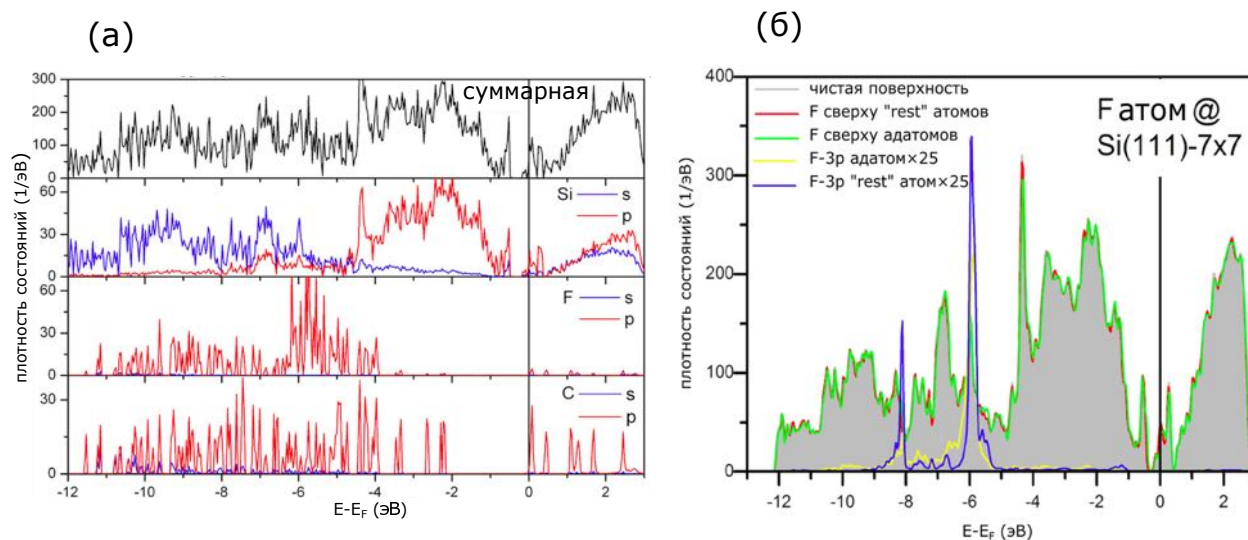 (а)
300
200
100
0
суммарная
60
30
15
0
Si
s
p
60
30
0
F
s
p
30
0
C
s
p
-12
-10
-8
-6
-4
-2
0
2
E-E_F (эВ)
плотность состояний (1/эВ)
(б)
400
300
200
100
0
чистая поверхность
F сверху "rest" атомов
F сверху адатомов
F-3p адатом×25
F-3p "rest" атом×25
F атом @
Si(111)-7x7
-10
-8
-6
-4
-2
0
2
E-E_F (эВ)
плотность состояний (1/эВ)